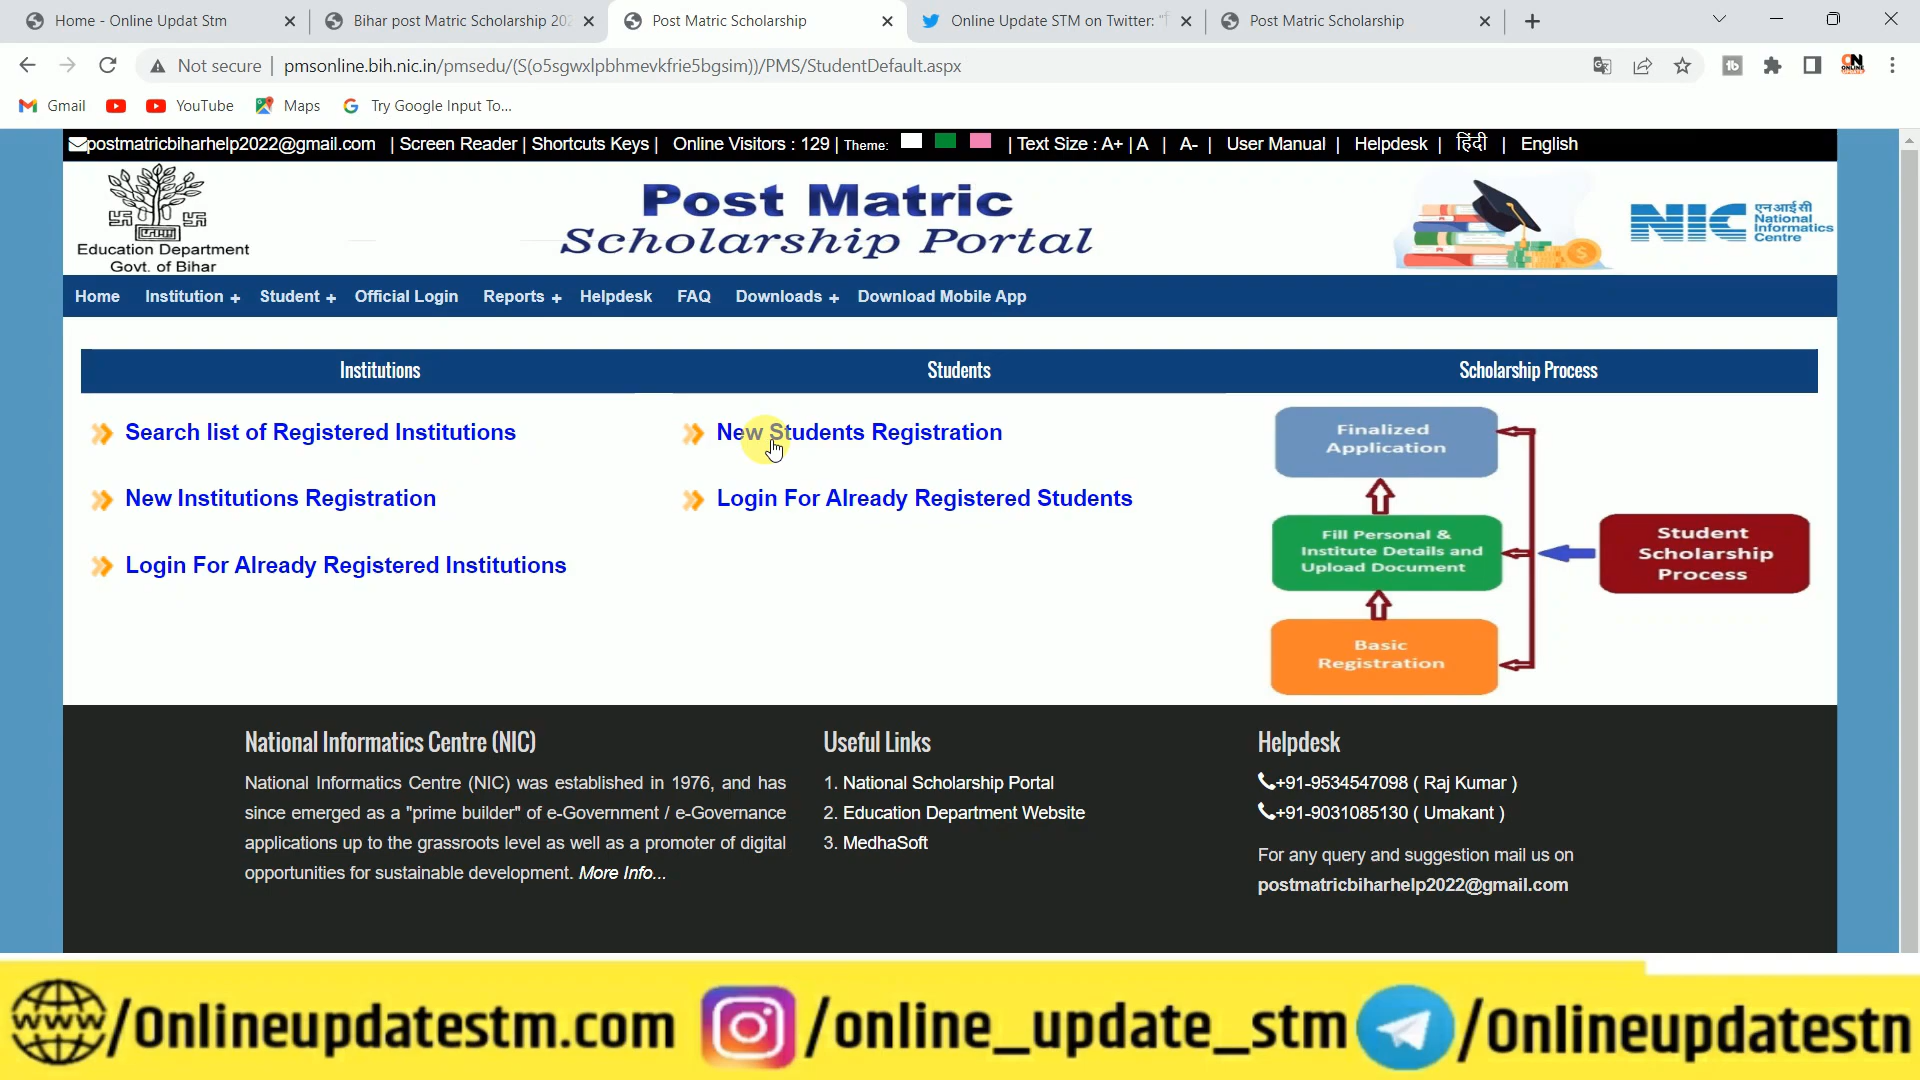 Home - Online Updat Stm
Bihar post Matric Scholarship 202
Post Matric Scholarship
Online Update STM on Twitter: "
Post Matric Scholarship
Not secure | pmsonline.bih.nic.in/pmsedu/(S(o5sgwxlpbhmevkfrie5bgsim))/PMS/StudentDefault.aspx
Gmail
YouTube
Maps
Try Google Input To...
postmatricbiharhelp2022@gmail.com | Screen Reader | Shortcuts Keys | Online Visitors : 129 | Theme: | Text Size : A+ | A | A- | User Manual | Helpdesk | हिंदी | English
Education Department
Govt. of Bihar
Post Matric
Scholarship Portal
NIC
एनआईसी
National
Informatics
Centre
Home Institution + Student + Official Login Reports + Helpdesk FAQ Downloads + Download Mobile App
Institutions
Students
Scholarship Process
Search list of Registered Institutions
New Institutions Registration
Login For Already Registered Institutions
New Students Registration
Login For Already Registered Students
Finalized
Application
Fill Personal &
Institute Details and
Upload Document
Basic
Registration
Student
Scholarship
Process
National Informatics Centre (NIC)
National Informatics Centre (NIC) was established in 1976, and has
since emerged as a "prime builder" of e-Government / e-Governance
applications up to the grassroots level as well as a promoter of digital
opportunities for sustainable development. More Info...
Useful Links
1. National Scholarship Portal
2. Education Department Website
3. MedhaSoft
Helpdesk
+91-9534547098 ( Raj Kumar )
+91-9031085130 ( Umakant )
For any query and suggestion mail us on
postmatricbiharhelp2022@gmail.com
www/Onlineupdatestm.com
/online_update_stm
/Onlineupdatestn